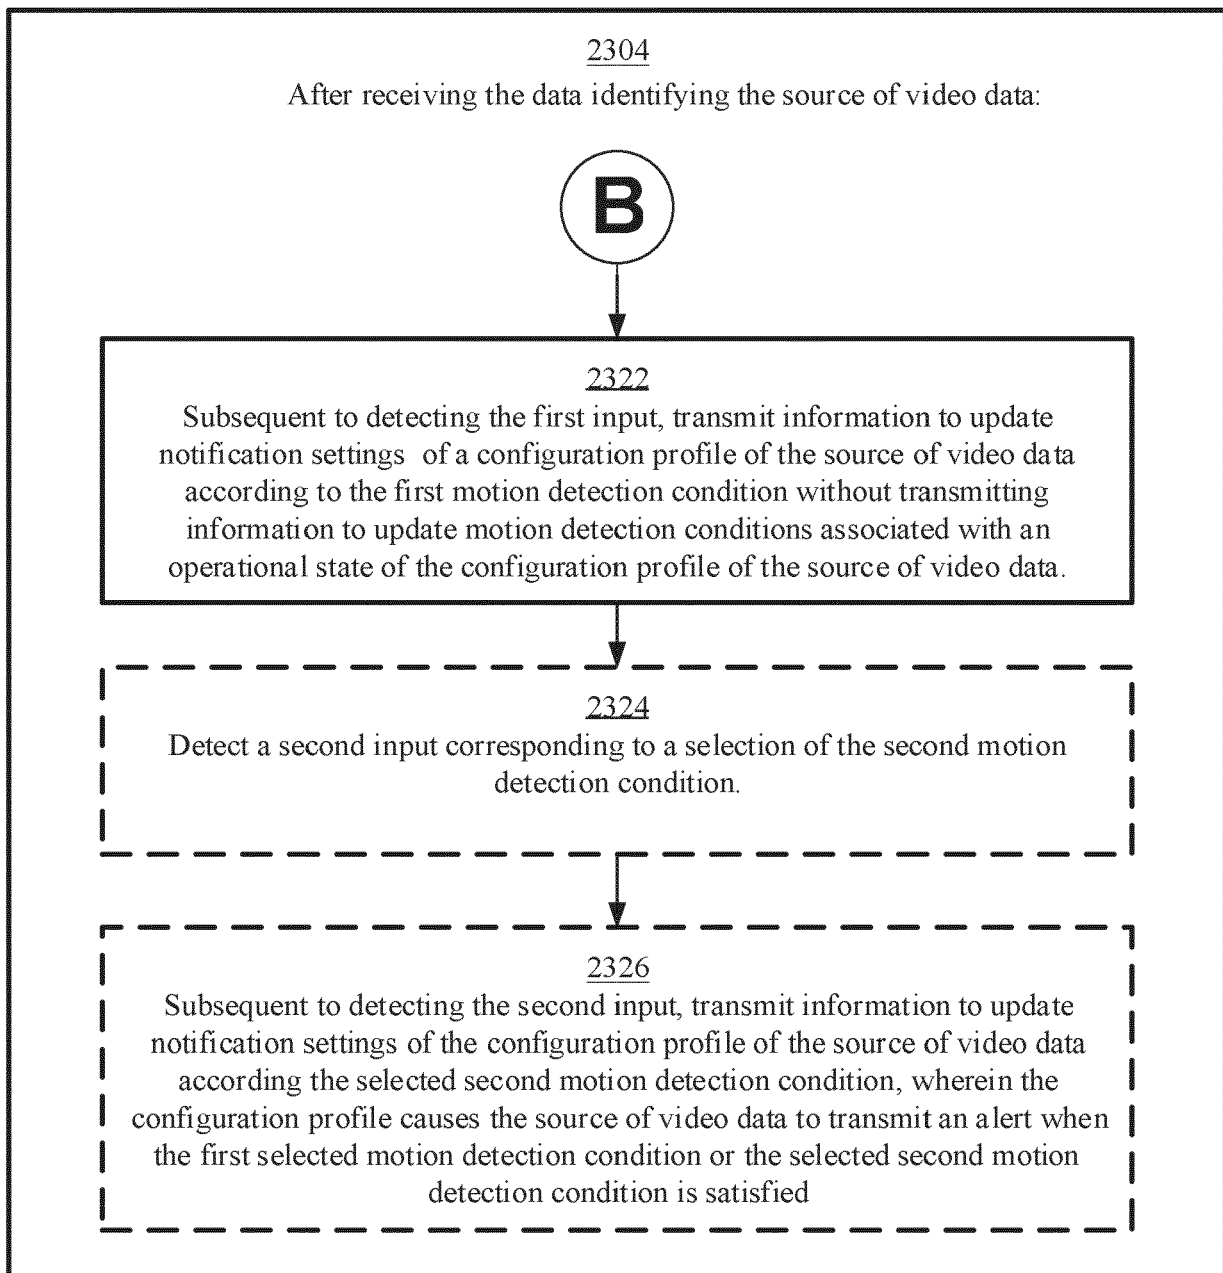 2304
After receiving the data identifying the source of video data:
B
2322
Subsequent to detecting the first input, transmit information to update
notification settings of a configuration profile of the source of video data
according to the first motion detection condition without transmitting
information to update motion detection conditions associated with an
operational state of the configuration profile of the source of video data.
2324
Detect a second input corresponding to a selection of the second motion
detection condition.
2326
Subsequent to detecting the second input, transmit information to update
notification settings of the configuration profile of the source of video data
according the selected second motion detection condition, wherein the
configuration profile causes the source of video data to transmit an alert when
the first selected motion detection condition or the selected second motion
detection condition is satisfied